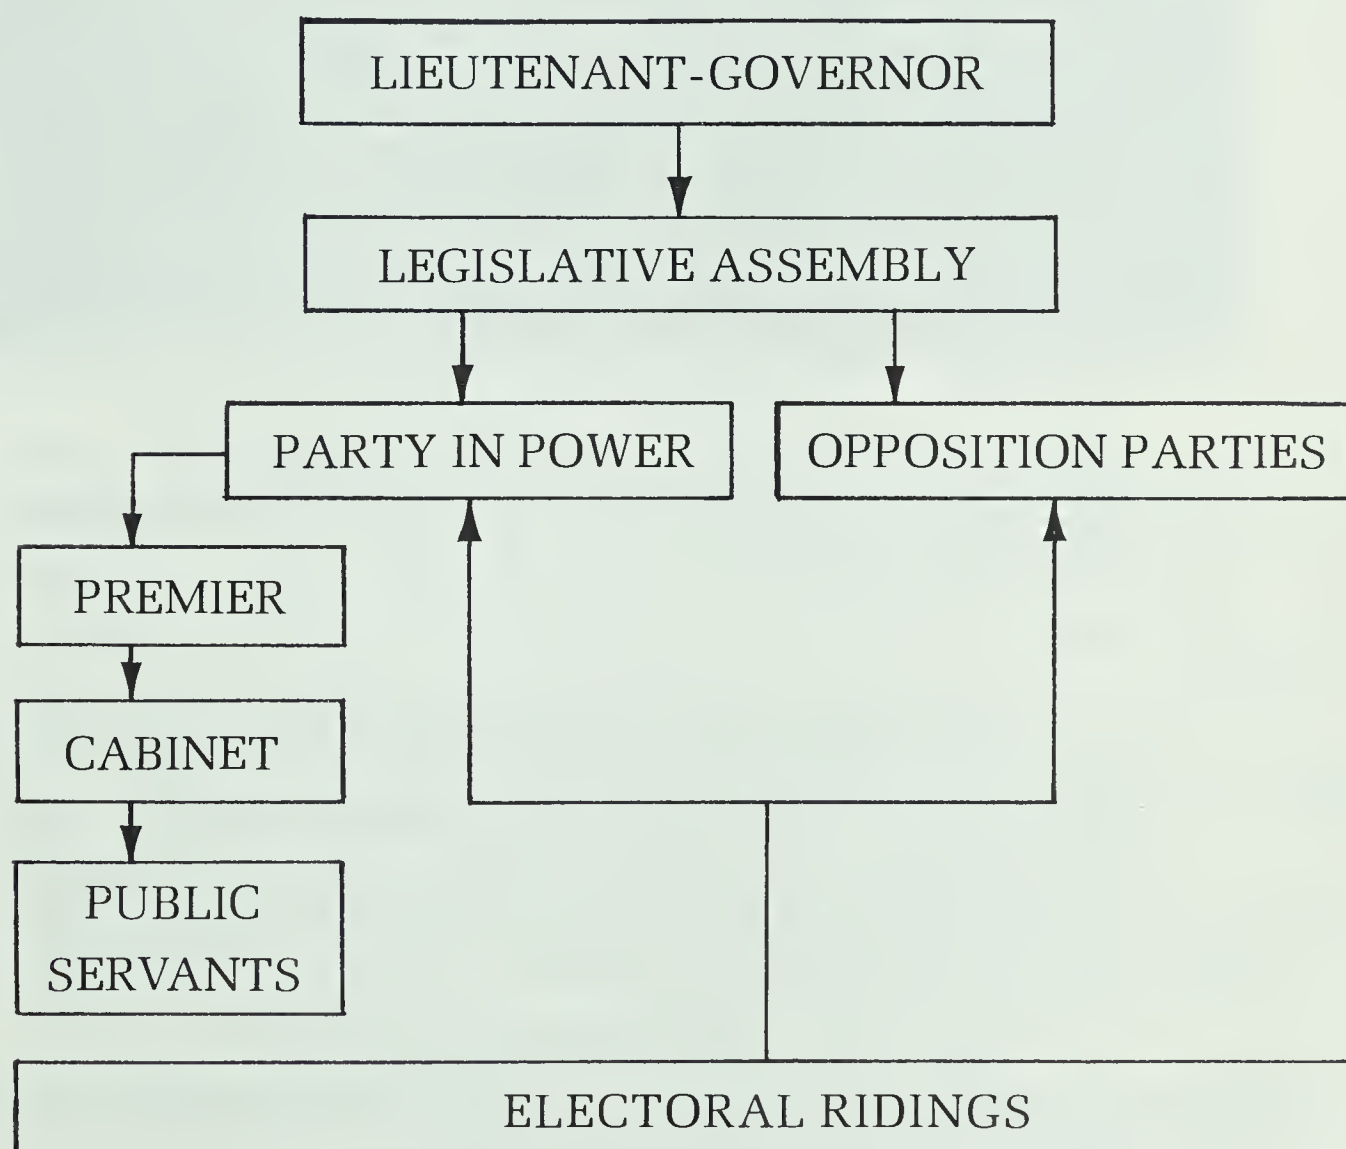 LIEUTENANT-GOVERNOR
LEGISLATIVE ASSEMBLY
PARTY IN POWER
OPPOSITION PARTIES
PREMIER
CABINET
PUBLIC
SERVANTS
ELECTORAL RIDINGS